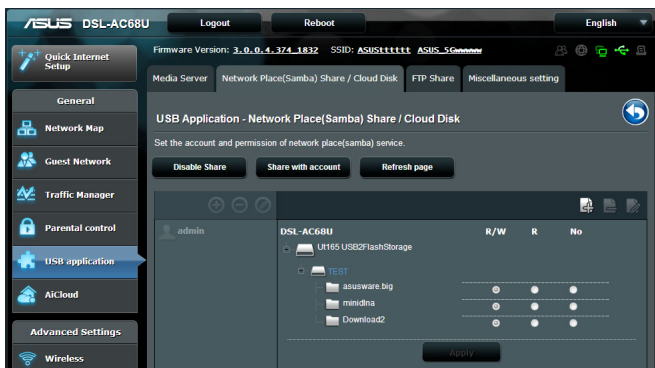 ASUS DSL-AC68U Logout Reboot English
Quick Internet Setup
Firmware Version: 3.0.0.4.374_1832 SSID: ASUStttttt ASUS_5Gnnnnn
Media Server Network Place(Samba) Share / Cloud Disk FTP Share Miscellaneous setting
General
Network Map
Guest Network
Traffic Manager
Parental control
USB application
AiCloud
Advanced Settings
Wireless
USB Application - Network Place(Samba) Share / Cloud Disk
Set the account and permission of network place(samba) service.
Disable Share Share with account Refresh page
admin
DSL-AC68U R/W R No
Ut165 USB2FlashStorage
TEST
asusware.big
minidlna
Download2
Apply